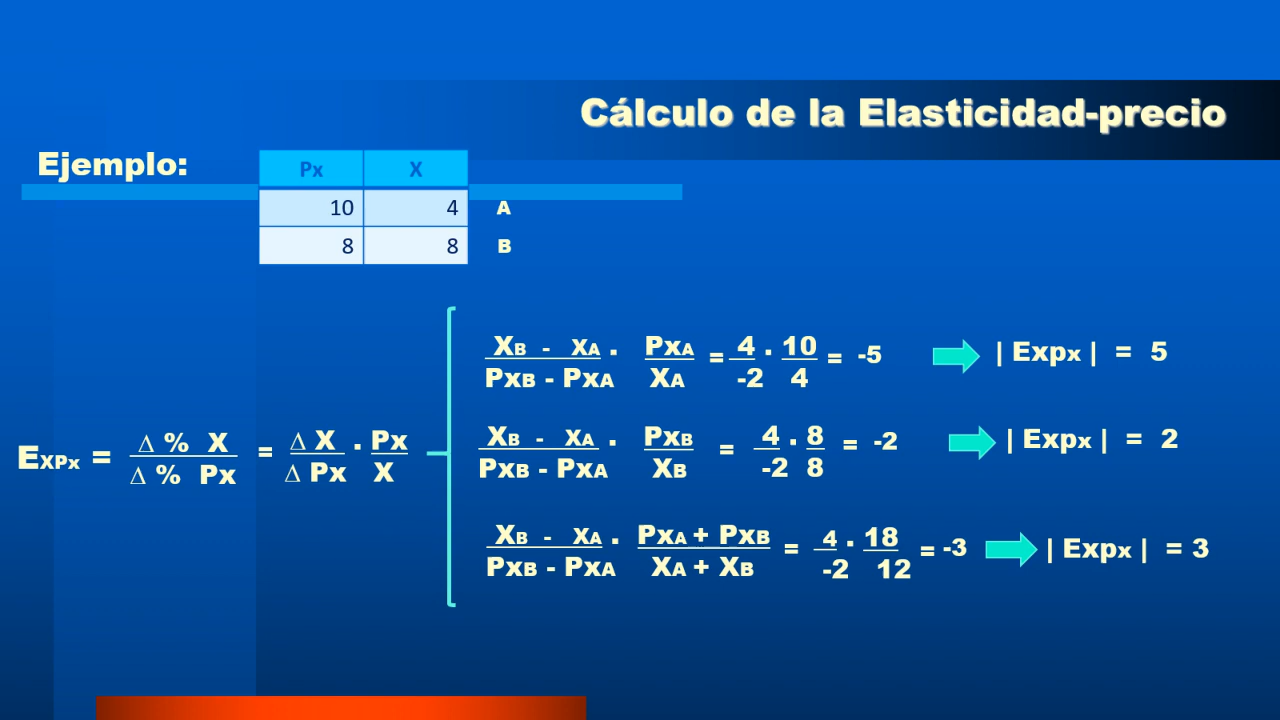 Cálculo de la Elasticidad-precio
Ejemplo:
Px X
10 4 A
8 8 B
XB - XA . PxA = 4 . 10 = -5 | Expx | = 5
PxB - PxA XA -2 4
XB - XA . PxB = 4 . 8 = -2 | Expx | = 2
PxB - PxA XB -2 8
EXPx = ∆ % X = ∆ X . Px
∆ % Px ∆ Px X
XB - XA . PxA + PxB = 4 . 18 = -3 | Expx | = 3
PxB - PxA XA + XB -2 12